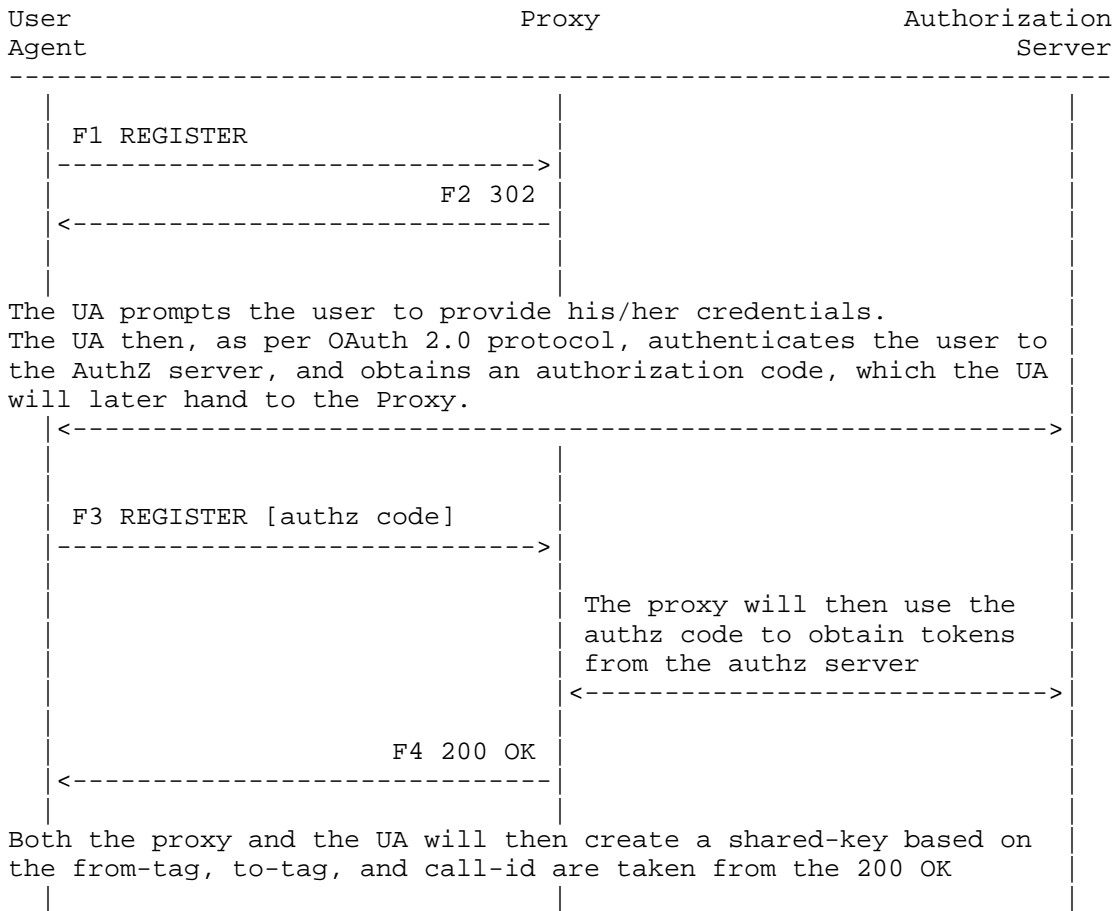 User Proxy Authorization
Agent Server
F1 REGISTER
F2 302
The UA prompts the user to provide his/her credentials.
The UA then, as per OAuth 2.0 protocol, authenticates the user to
the AuthZ server, and obtains an authorization code, which the UA
will later hand to the Proxy.
F3 REGISTER [authz code]
The proxy will then use the
authz code to obtain tokens
from the authz server
F4 200 OK
Both the proxy and the UA will then create a shared-key based on
the from-tag, to-tag, and call-id are taken from the 200 OK